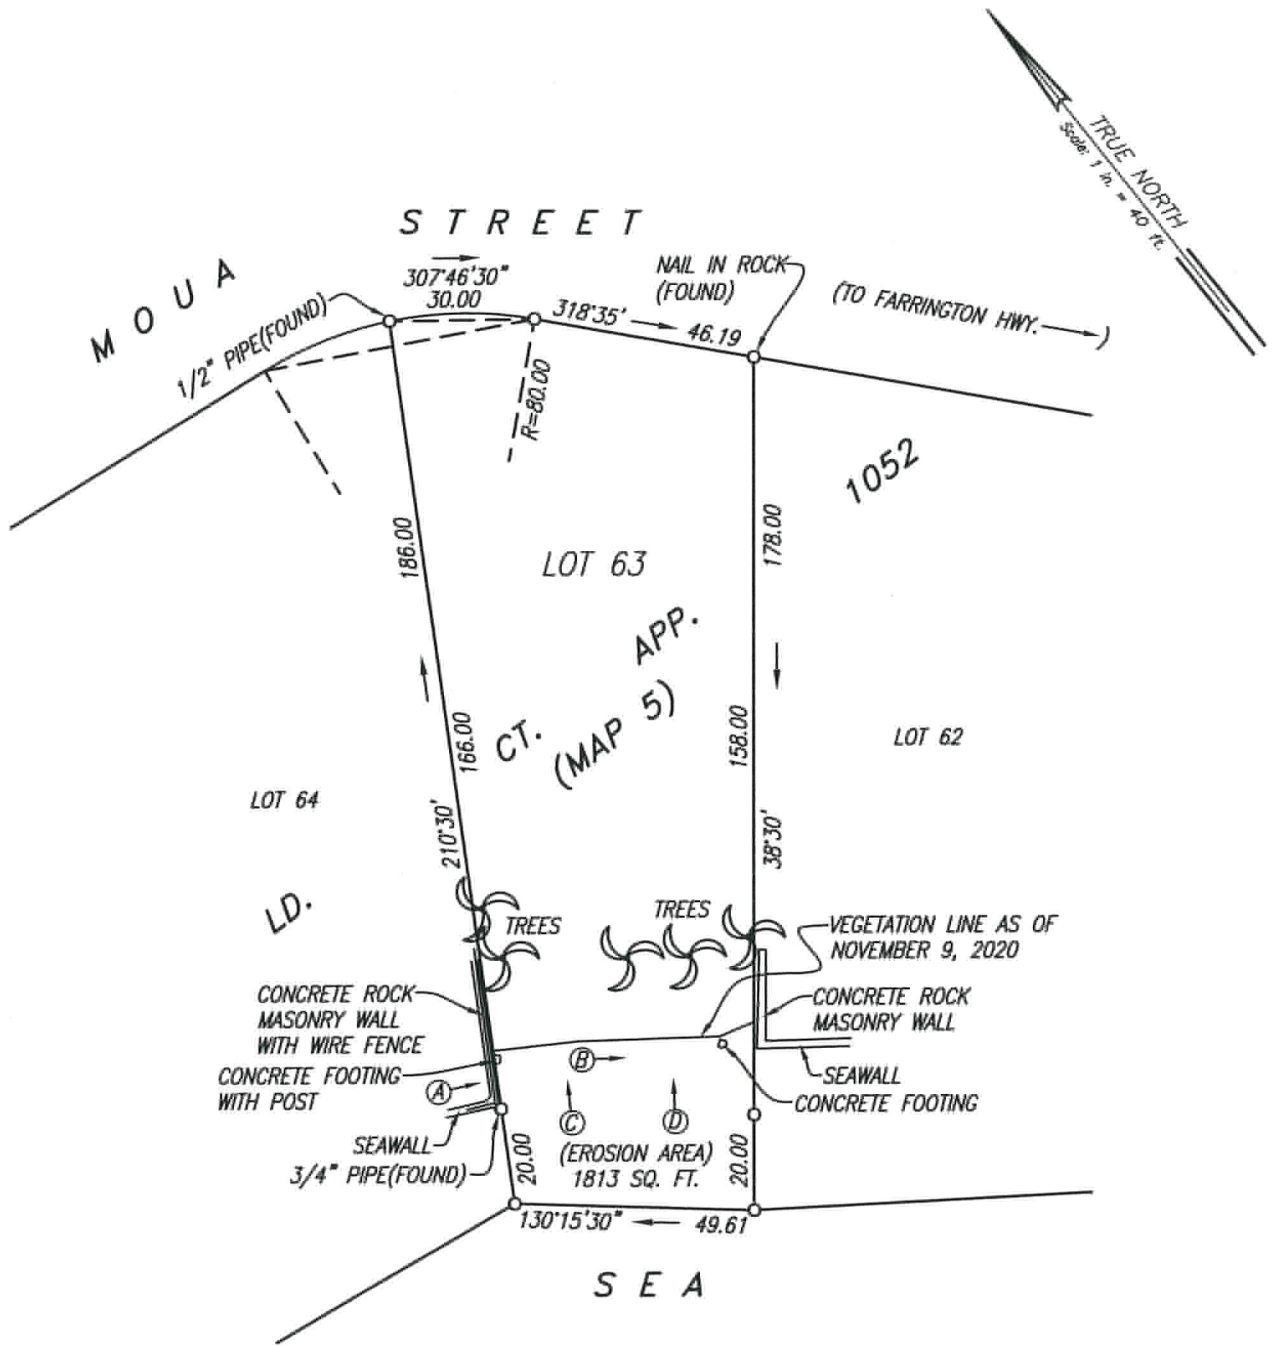 TRUE NORTH
Scale: 1 in. = 40 ft.
STREET
MOUA
307°46'30"
30.00
1/2" PIPE(FOUND)
318°35'
46.19
NAIL IN ROCK
(FOUND)
(TO FARRINGTON HWY. )
R=80.00
1052
186.00
178.00
LOT 63
APP.
CT.
(MAP 5)
166.00
158.00
LOT 62
LOT 64
210°30'
38°30'
LD.
TREES
TREES
VEGETATION LINE AS OF
NOVEMBER 9, 2020
CONCRETE ROCK
MASONRY WALL
WITH WIRE FENCE
CONCRETE ROCK
MASONRY WALL
CONCRETE FOOTING
WITH POST
A
B
C
D
SEAWALL
CONCRETE FOOTING
SEAWALL
3/4" PIPE(FOUND)
20.00
(EROSION AREA)
1813 SQ. FT.
20.00
130°15'30"
49.61
SEA